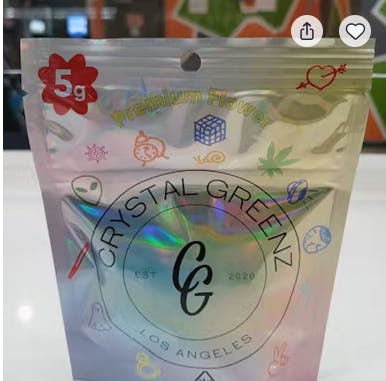 5g
Premium Flower
CRYSTAL GREENZ
EST 2020
CG
LOS ANGELES